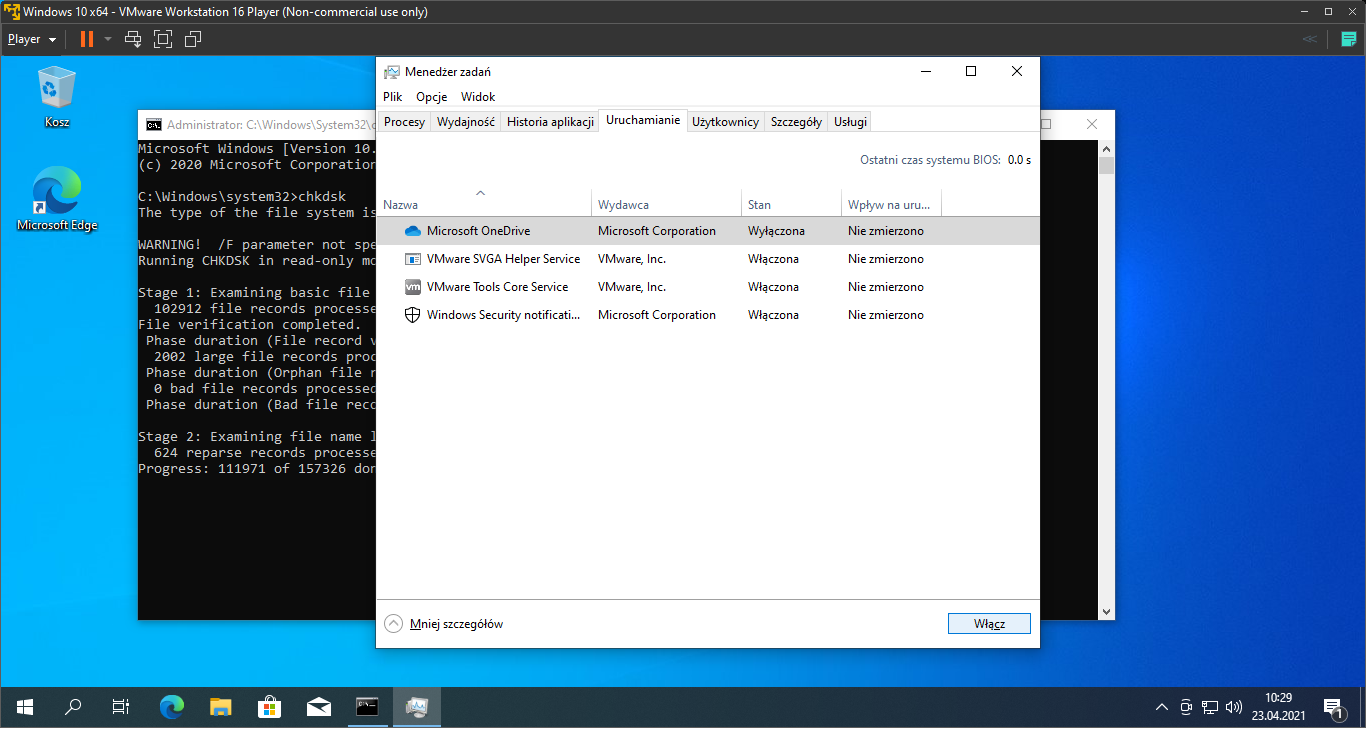 Windows 10 x64 - VMware Workstation 16 Player (Non-commercial use only)
Player
Kosz
Microsoft Edge
Administrator: C:\Windows\System32\c
Microsoft Windows [Version 10.
(c) 2020 Microsoft Corporation
C:\Windows\system32>chkdsk
The type of the file system is
WARNING!  /F parameter not spe
Running CHKDSK in read-only mo
Stage 1: Examining basic file
102912 file records processe
File verification completed.
Phase duration (File record v
2002 large file records proc
Phase duration (Orphan file r
0 bad file records processed
Phase duration (Bad file reco
Stage 2: Examining file name l
624 reparse records processe
Progress: 111971 of 157326 don
Menedżer zadań
Plik Opcje Widok
Procesy Wydajność Historia aplikacji Uruchamianie Użytkownicy Szczegóły Usługi
Ostatni czas systemu BIOS: 0.0 s
Nazwa Wydawca Stan Wpływ na uru...
Microsoft OneDrive Microsoft Corporation Wyłączona Nie zmierzono
VMware SVGA Helper Service VMware, Inc. Włączona Nie zmierzono
vm VMware Tools Core Service VMware, Inc. Włączona Nie zmierzono
Windows Security notificati... Microsoft Corporation Włączona Nie zmierzono
Mniej szczegółów Włącz
10:29
23.04.2021
1